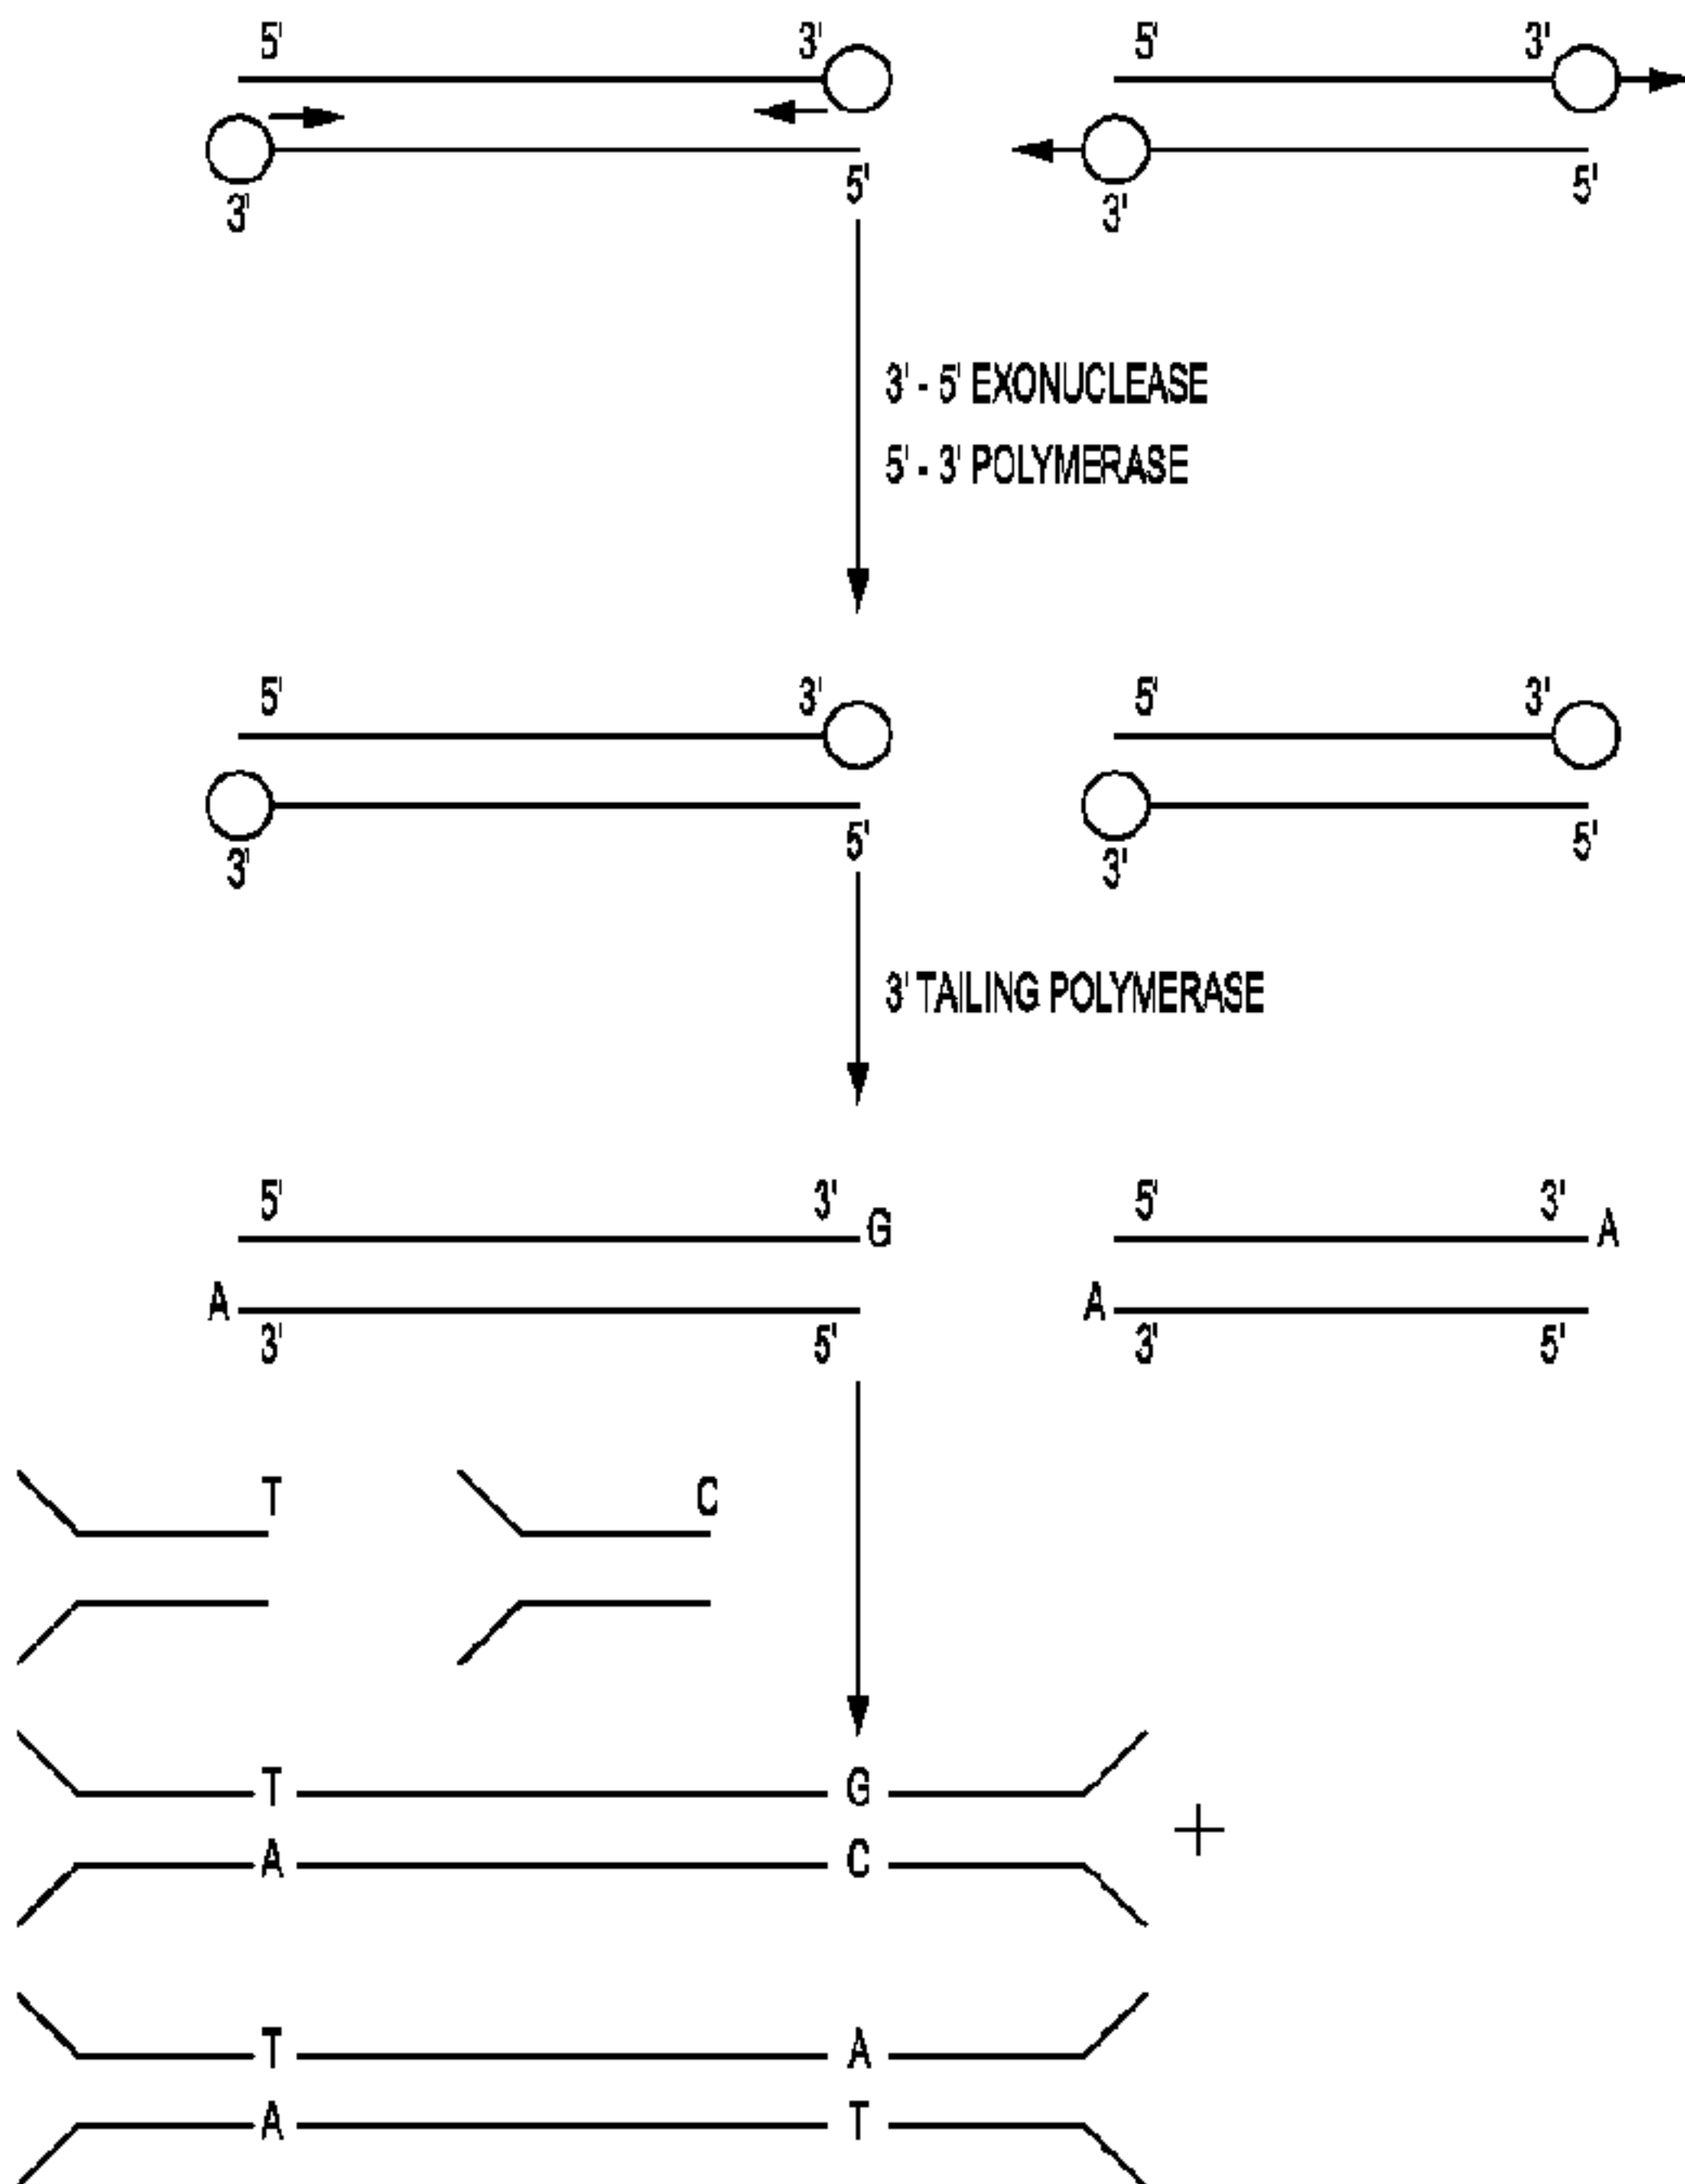 5' 3' 5' 3'
3' 5' 3' 5'
3' - 5' EXONUCLEASE
5' - 3' POLYMERASE
5' 3' 5' 3'
3' 5' 3' 5'
3' TAILING POLYMERASE
5' 3' G 5' 3' A
A 3' 5' A 3' 5'
T C
T G
+
A C
T A
A T